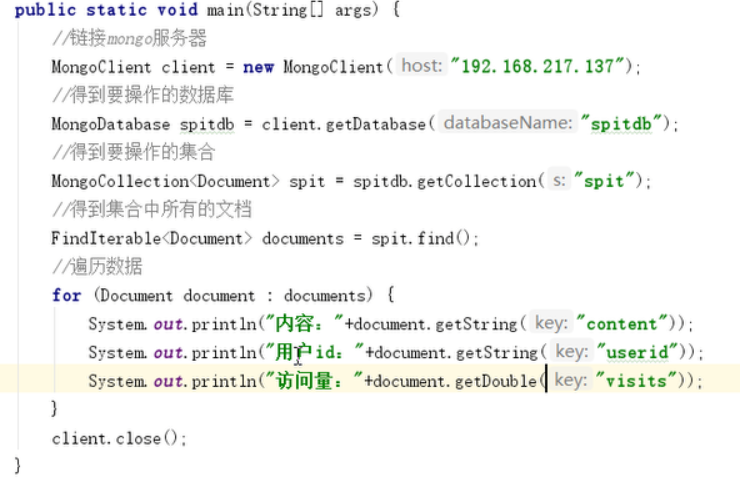 public static void main(String[] args) {
//链接mongo服务器
MongoClient client = new MongoClient( host: "192.168.217.137");
//得到要操作的数据库
MongoDatabase spitdb = client.getDatabase( databaseName: "spitdb");
//得到要操作的集合
MongoCollection<Document> spit = spitdb.getCollection( s: "spit");
//得到集合中所有的文档
FindIterable<Document> documents = spit.find();
//遍历数据
for (Document document : documents) {
System.out.println("内容："+document.getString( key: "content"));
System.out.println("用户id："+document.getString( key: "userid"));
System.out.println("访问量："+document.getDouble( key: "visits"));
}
client.close();
}